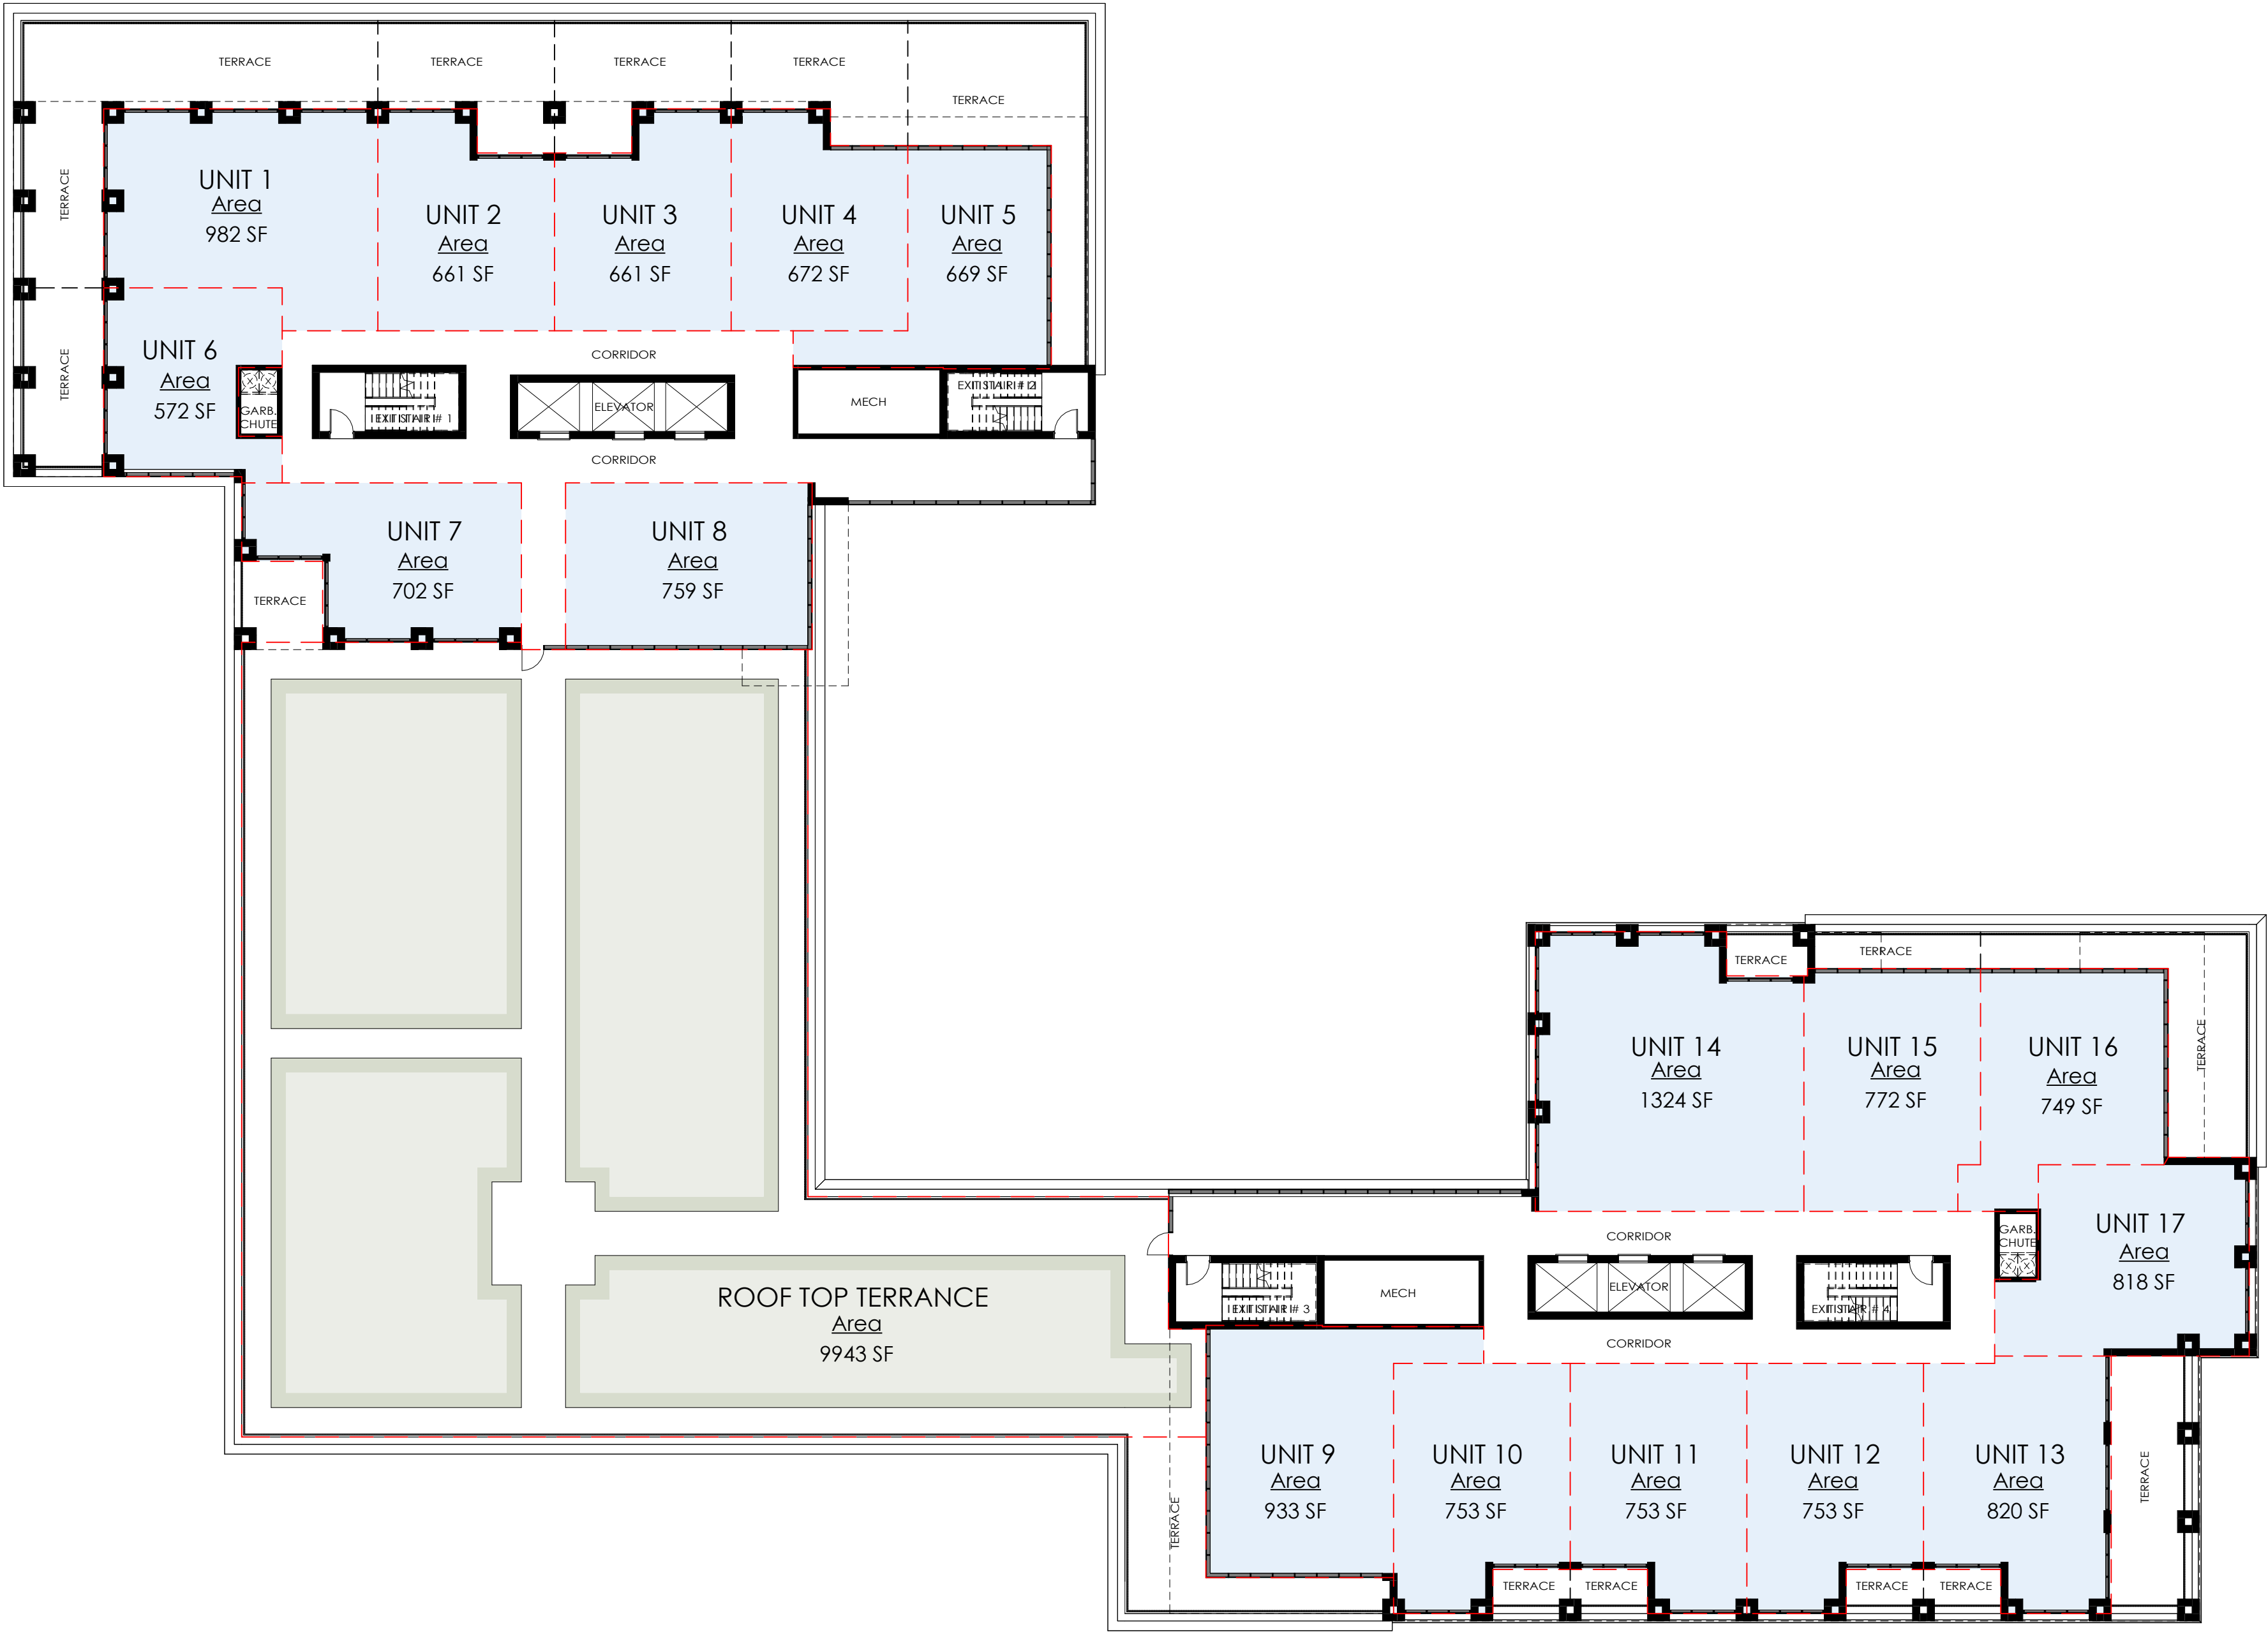 TERRACE
TERRACE
TERRACE
TERRACE
TERRACE
TERRACE
UNIT 1
Area
982 SF
UNIT 2
Area
661 SF
UNIT 3
Area
661 SF
UNIT 4
Area
672 SF
UNIT 5
Area
669 SF
TERRACE
UNIT 6
Area
572 SF
GARB.
CHUTE
CORRIDOR
EXIT STAIR # 1
ELEVATOR
MECH
EXIT STAIR # 2
CORRIDOR
UNIT 7
Area
702 SF
UNIT 8
Area
759 SF
TERRACE
TERRACE
TERRACE
TERRACE
UNIT 14
Area
1324 SF
UNIT 15
Area
772 SF
UNIT 16
Area
749 SF
UNIT 17
Area
818 SF
GARB.
CHUTE
CORRIDOR
EXIT STAIR # 3
MECH
ELEVATOR
EXIT STAIR # 4
CORRIDOR
ROOF TOP TERRANCE
Area
9943 SF
UNIT 9
Area
933 SF
UNIT 10
Area
753 SF
UNIT 11
Area
753 SF
UNIT 12
Area
753 SF
UNIT 13
Area
820 SF
TERRACE
TERRACE
TERRACE
TERRACE
TERRACE
TERRACE